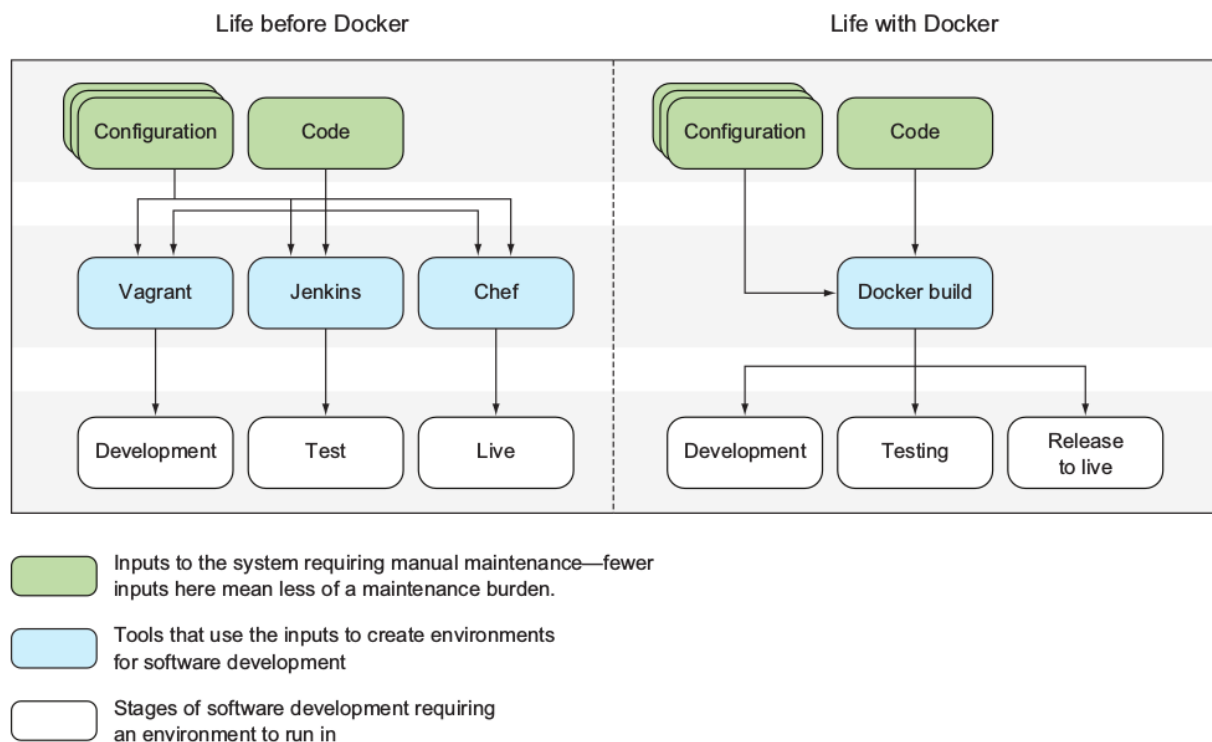 Life before Docker
Life with Docker
Configuration
Code
Configuration
Code
Vagrant
Jenkins
Chef
Docker build
Development
Test
Live
Development
Testing
Release
to live
Inputs to the system requiring manual maintenance—fewer
inputs here mean less of a maintenance burden.
Tools that use the inputs to create environments
for software development
Stages of software development requiring
an environment to run in